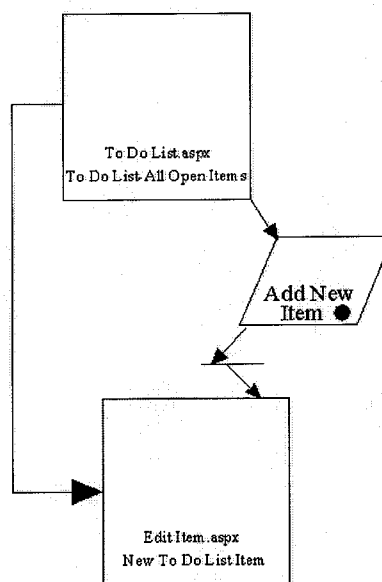 To Do List.aspx
To Do List-All Open Items
Add New
Item
Edit Item.aspx
New To Do List Item